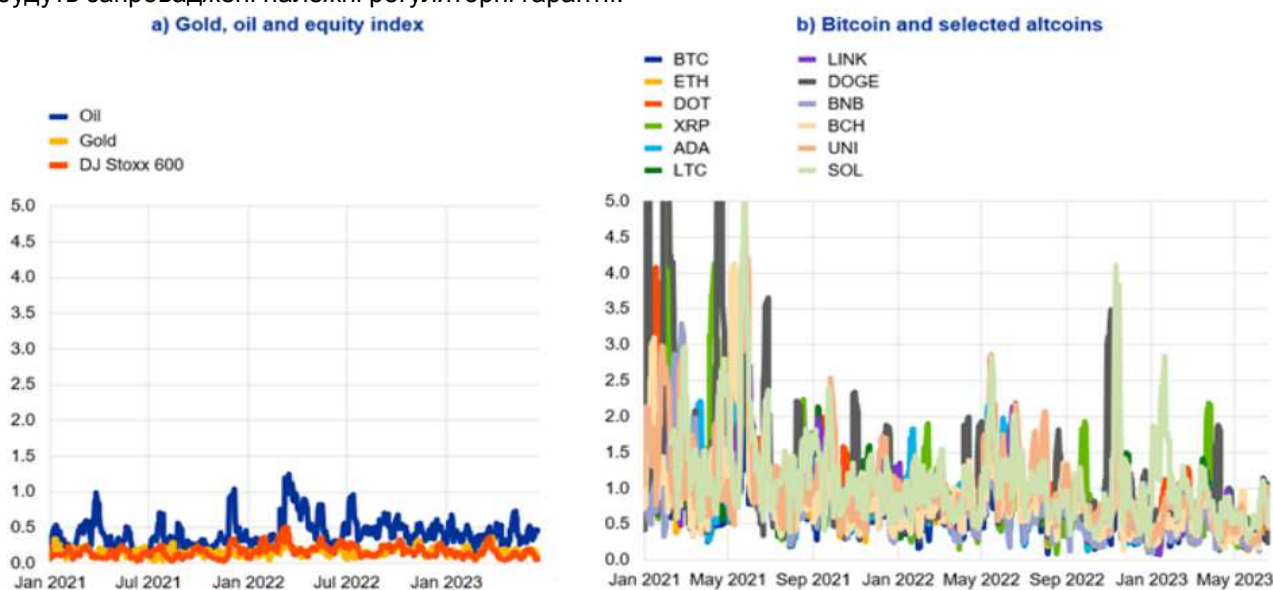 будуть запроваджені належні регуляторні гарантії.
a) Gold, oil and equity index
Oil
Gold
DJ Stoxx 600
5.0
4.5
4.0
3.5
3.0
2.5
2.0
1.5
1.0
0.5
0.0
Jan 2021 Jul 2021 Jan 2022 Jul 2022 Jan 2023
b) Bitcoin and selected altcoins
BTC LINK
ETH DOGE
DOT BNB
XRP BCH
ADA UNI
LTC SOL
5.0
4.5
4.0
3.5
3.0
2.5
2.0
1.5
1.0
0.5
0.0
Jan 2021 May 2021 Sep 2021 Jan 2022 May 2022 Sep 2022 Jan 2023 May 2023